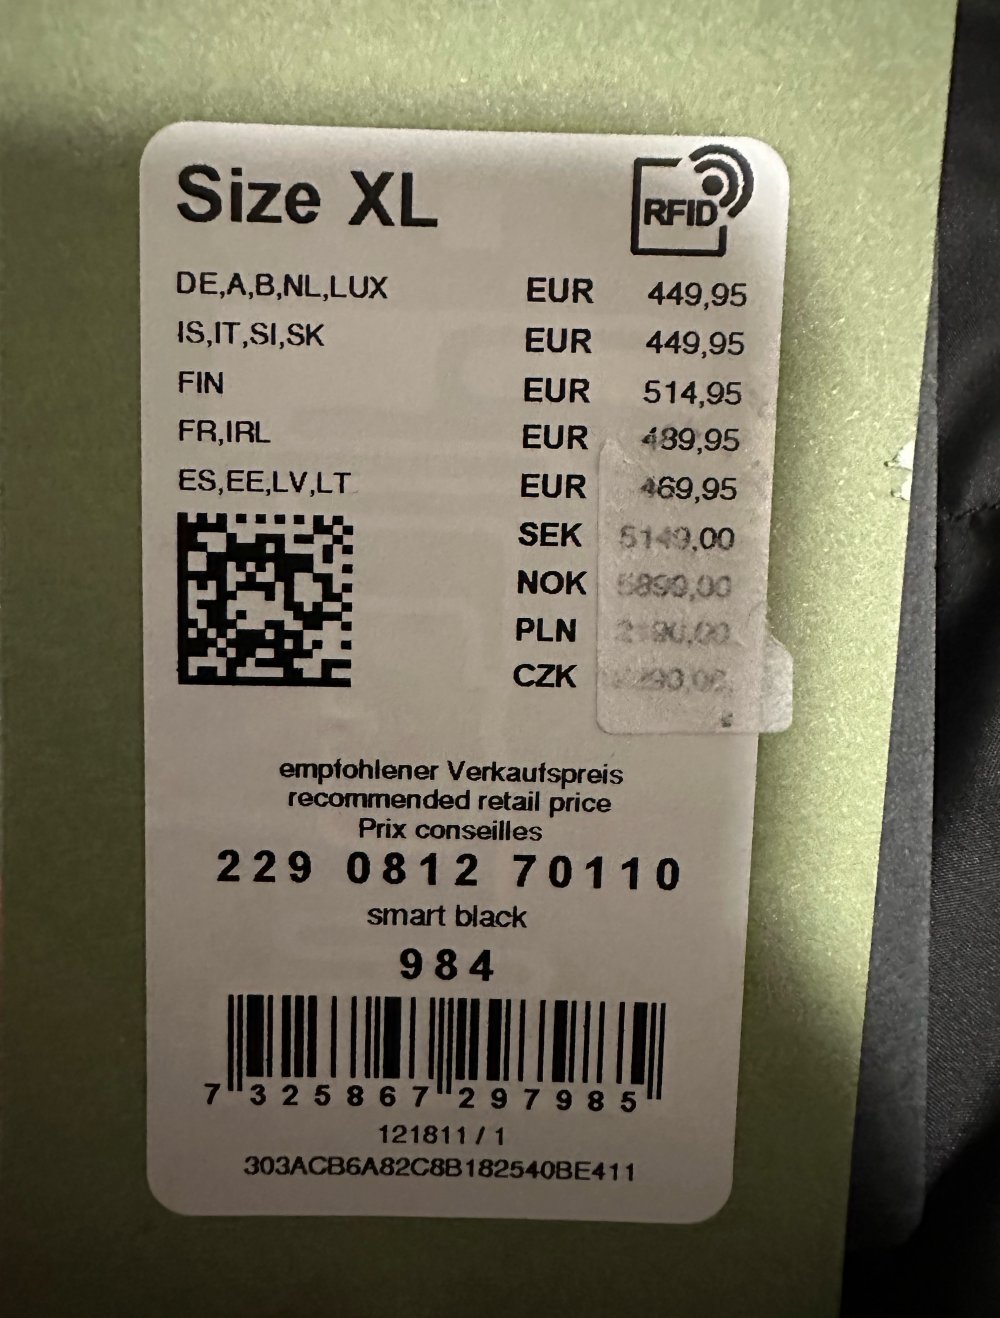 Size XL
RFID
DE,A,B,NL,LUX EUR 449,95
IS,IT,SI,SK EUR 449,95
FIN EUR 514,95
FR,IRL EUR 489,95
ES,EE,LV,LT EUR 469,95
SEK 5149,00
NOK
PLN
CZK
empfohlener Verkaufspreis
recommended retail price
Prix conseilles
229 0812 70110
smart black
984
7 325867 297985
121811 / 1
303ACB6A82C8B182540BE411